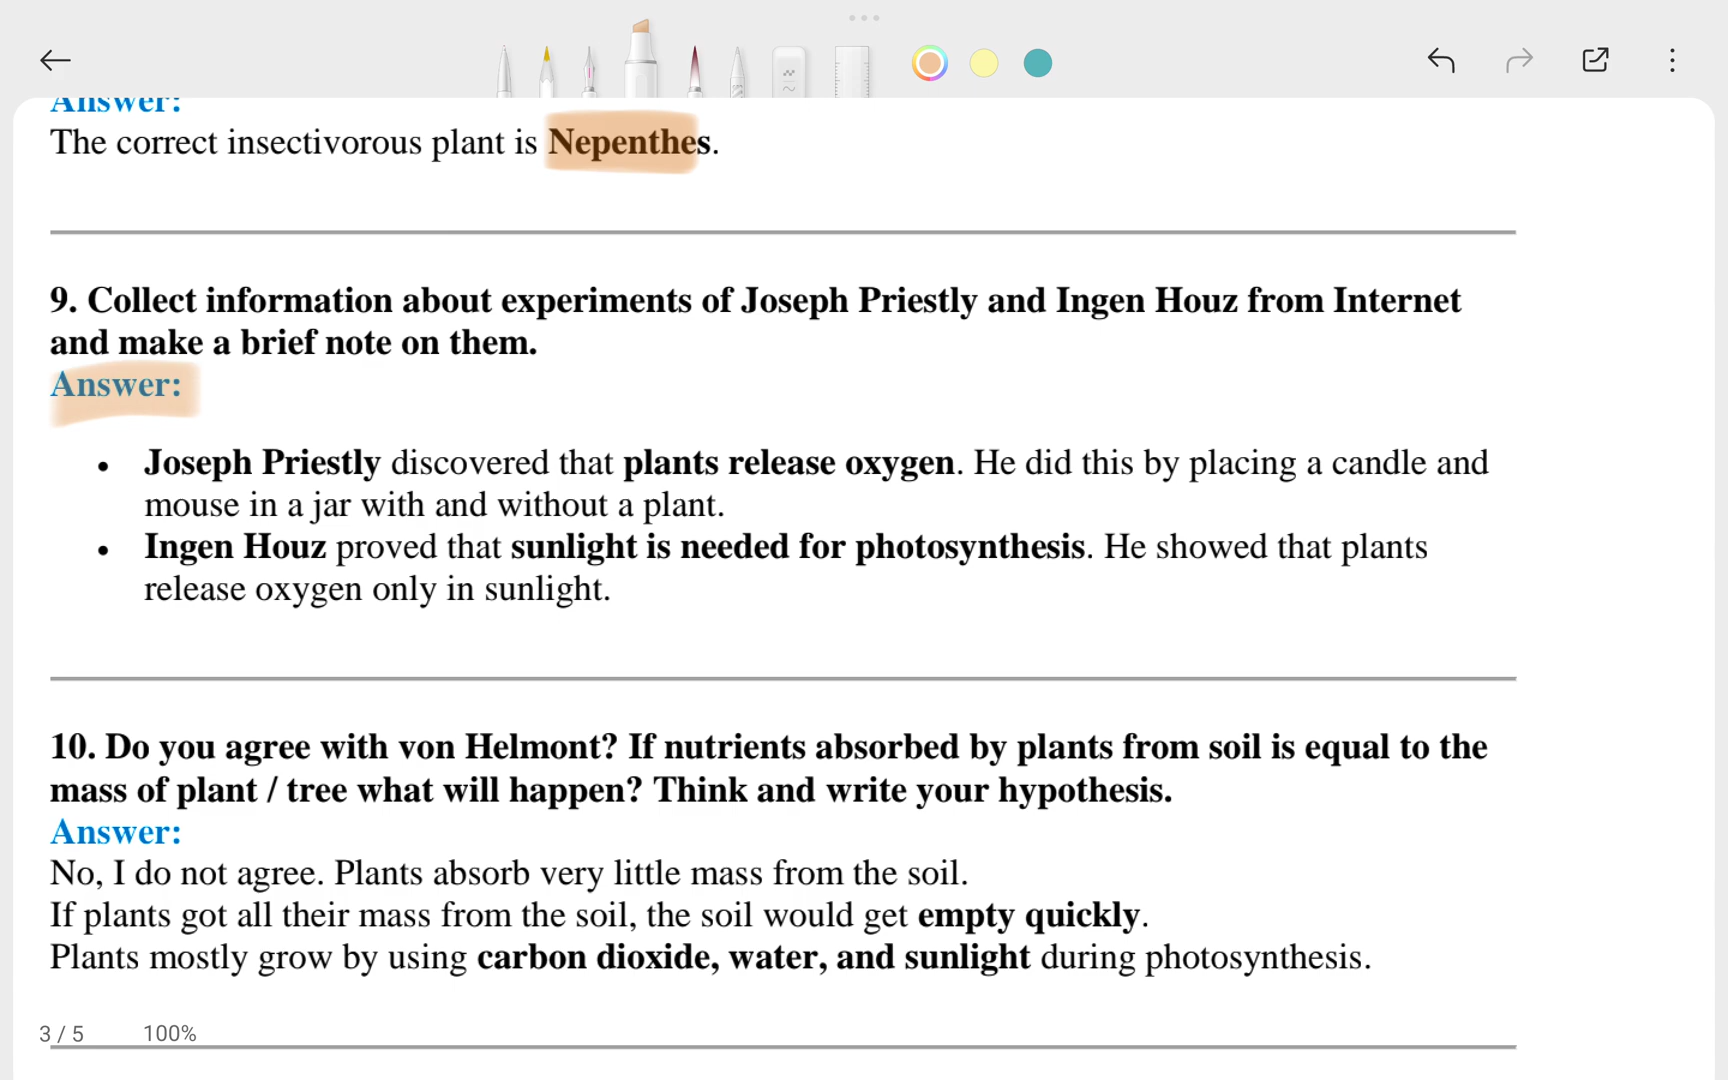 Answer:
The correct insectivorous plant is Nepenthes.
9. Collect information about experiments of Joseph Priestly and Ingen Houz from Internet
and make a brief note on them.
Answer:
• Joseph Priestly discovered that plants release oxygen. He did this by placing a candle and
mouse in a jar with and without a plant.
• Ingen Houz proved that sunlight is needed for photosynthesis. He showed that plants
release oxygen only in sunlight.
10. Do you agree with von Helmont? If nutrients absorbed by plants from soil is equal to the
mass of plant / tree what will happen? Think and write your hypothesis.
Answer:
No, I do not agree. Plants absorb very little mass from the soil.
If plants got all their mass from the soil, the soil would get empty quickly.
Plants mostly grow by using carbon dioxide, water, and sunlight during photosynthesis.
3 / 5 100%